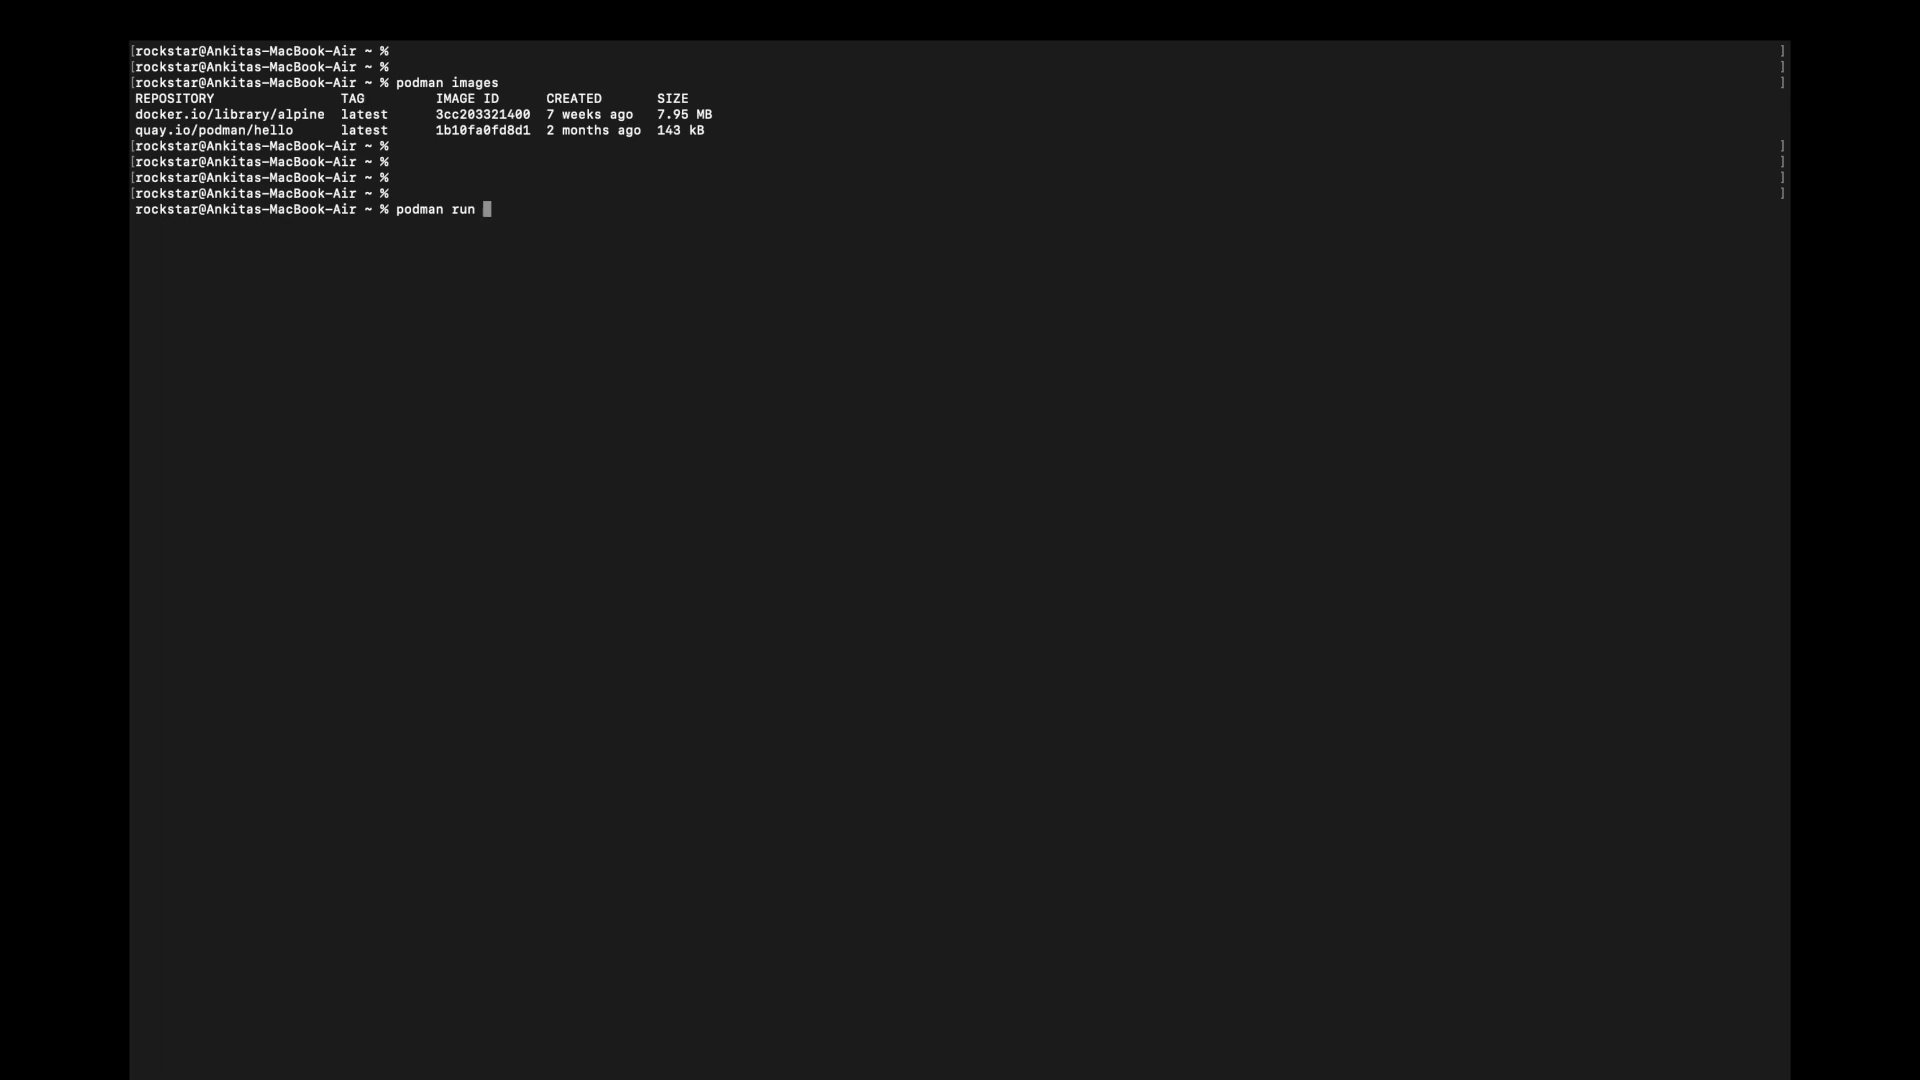 [rockstar@Ankitas-MacBook-Air ~ % ]
[rockstar@Ankitas-MacBook-Air ~ % ]
[rockstar@Ankitas-MacBook-Air ~ % podman images ]
REPOSITORY TAG IMAGE ID CREATED SIZE
docker.io/library/alpine latest 3cc203321400 7 weeks ago 7.95 MB
quay.io/podman/hello latest 1b10fa0fd8d1 2 months ago 143 kB
[rockstar@Ankitas-MacBook-Air ~ % ]
[rockstar@Ankitas-MacBook-Air ~ % ]
[rockstar@Ankitas-MacBook-Air ~ % ]
[rockstar@Ankitas-MacBook-Air ~ % ]
rockstar@Ankitas-MacBook-Air ~ % podman run